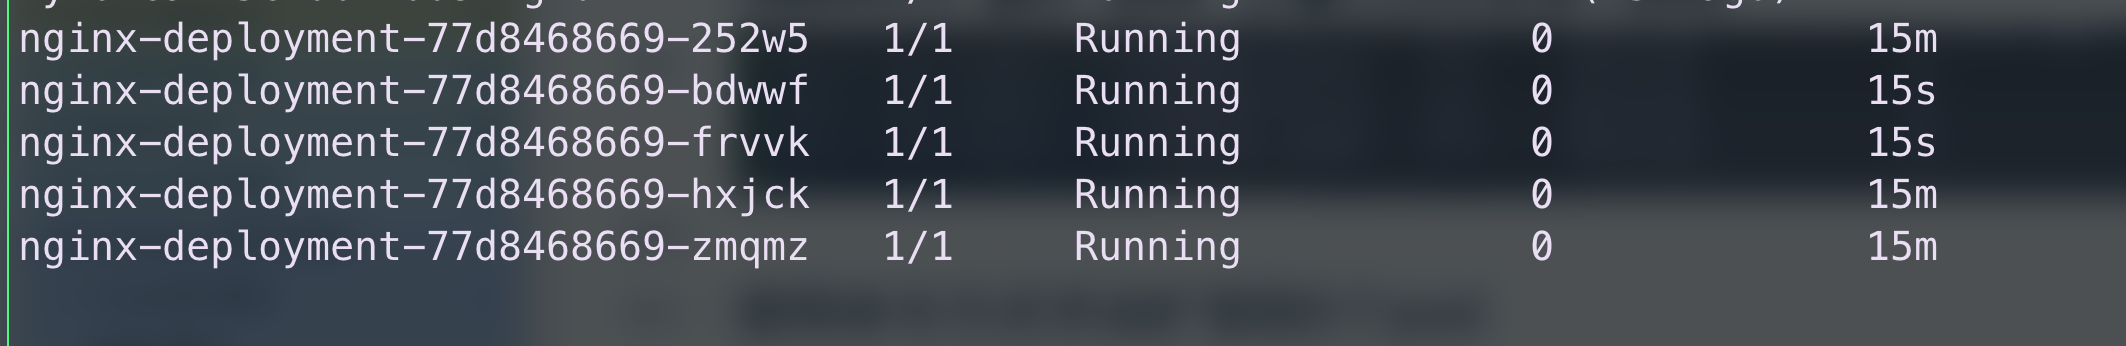 nginx-deployment-77d8468669-252w5 1/1 Running 0 15m
nginx-deployment-77d8468669-bdwwf 1/1 Running 0 15s
nginx-deployment-77d8468669-frvvk 1/1 Running 0 15s
nginx-deployment-77d8468669-hxjck 1/1 Running 0 15m
nginx-deployment-77d8468669-zmqmz 1/1 Running 0 15m